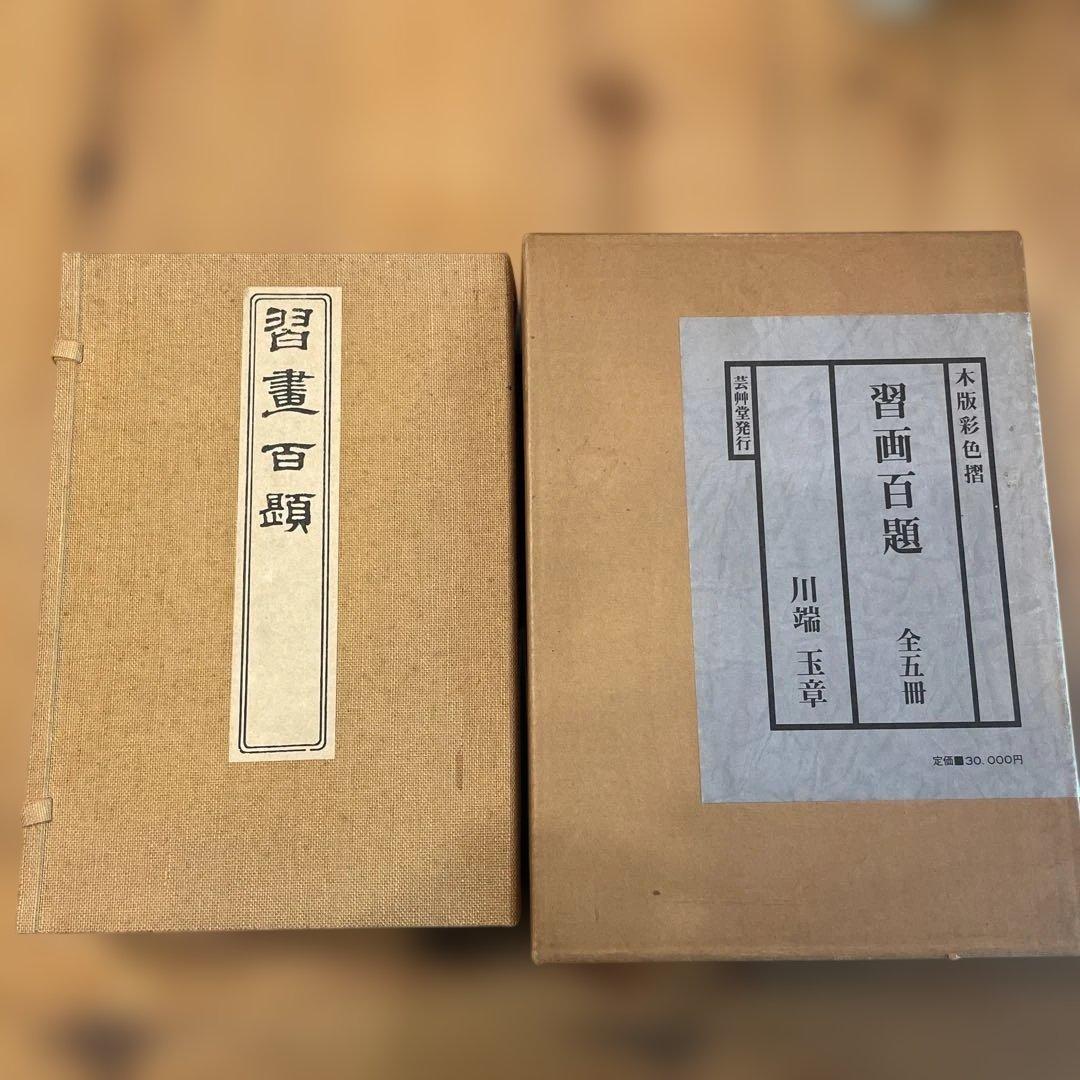 習畫百題
木版彩色摺
習画百題 全五冊
川端 玉章
芸艸堂発行
定価■30.000円